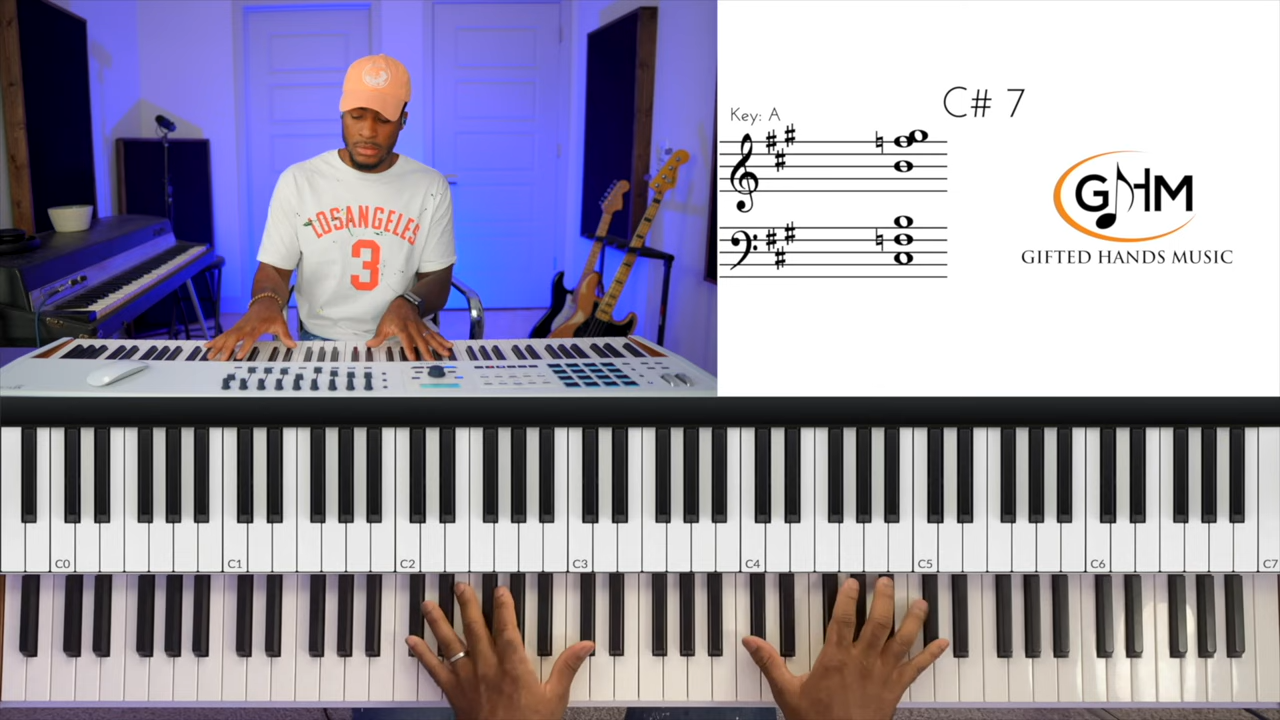 C# 7
Key: A
LOSANGELES
3
GHM
GIFTED HANDS MUSIC
C0 C1 C2 C3 C4 C5 C6 C7